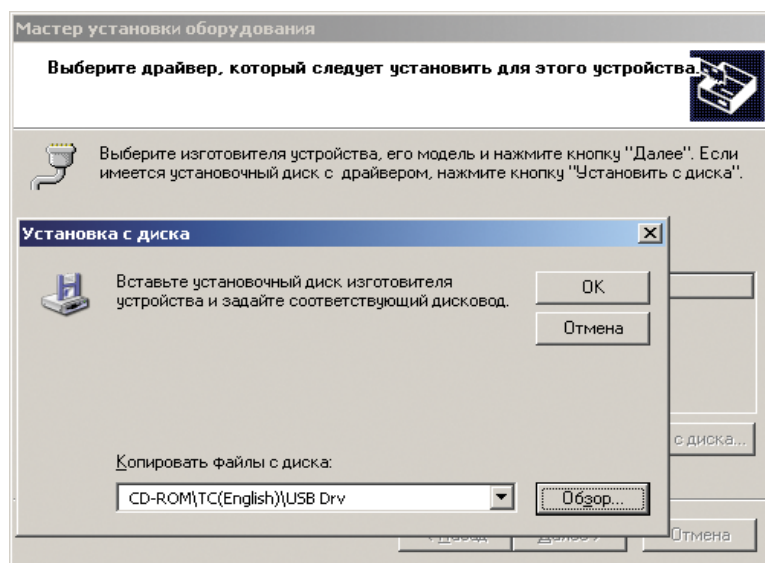 Мастер установки оборудования
Выберите драйвер, который следует установить для этого устройства.
Выберите изготовителя устройства, его модель и нажмите кнопку "Далее". Если
имеется установочный диск с драйвером, нажмите кнопку "Установить с диска".
Установка с диска
Вставьте установочный диск изготовителя
устройства и задайте соответствующий дисковод.
OK
Отмена
с диска...
Копировать файлы с диска:
CD-ROM\TC(English)\USB Drv
Обзор...
< Назад
Далее >
Отмена